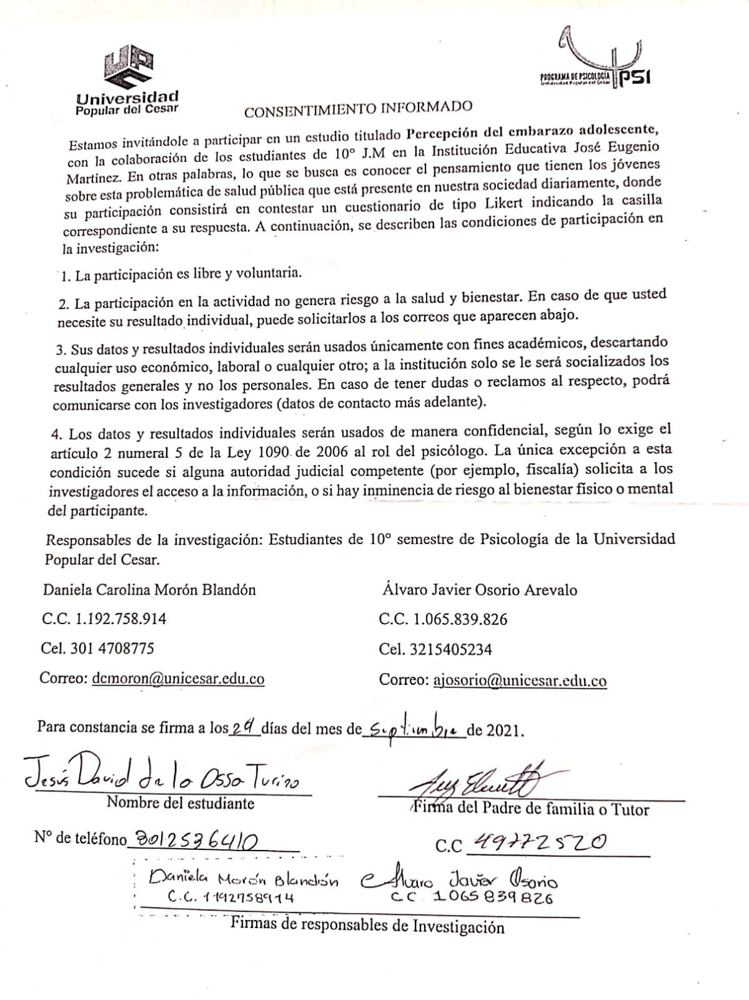 UPC
Universidad
Popular del Cesar
PROGRAMA DE PSICOLOGÍA
Universidad Popular del Cesar
PSI
CONSENTIMIENTO INFORMADO
Estamos invitándole a participar en un estudio titulado Percepción del embarazo adolescente,
con la colaboración de los estudiantes de 10° J.M en la Institución Educativa José Eugenio
Martínez. En otras palabras, lo que se busca es conocer el pensamiento que tienen los jóvenes
sobre esta problemática de salud pública que está presente en nuestra sociedad diariamente, donde
su participación consistirá en contestar un cuestionario de tipo Likert indicando la casilla
correspondiente a su respuesta. A continuación, se describen las condiciones de participación en
la investigación:
1. La participación es libre y voluntaria.
2. La participación en la actividad no genera riesgo a la salud y bienestar. En caso de que usted
necesite su resultado individual, puede solicitarlos a los correos que aparecen abajo.
3. Sus datos y resultados individuales serán usados únicamente con fines académicos, descartando
cualquier uso económico, laboral o cualquier otro; a la institución solo se le será socializados los
resultados generales y no los personales. En caso de tener dudas o reclamos al respecto, podrá
comunicarse con los investigadores (datos de contacto más adelante).
4. Los datos y resultados individuales serán usados de manera confidencial, según lo exige el
artículo 2 numeral 5 de la Ley 1090 de 2006 al rol del psicólogo. La única excepción a esta
condición sucede si alguna autoridad judicial competente (por ejemplo, fiscalía) solicita a los
investigadores el acceso a la información, o si hay inminencia de riesgo al bienestar físico o mental
del participante.
Responsables de la investigación: Estudiantes de 10° semestre de Psicología de la Universidad
Popular del Cesar.
Daniela Carolina Morón Blandón
Álvaro Javier Osorio Arevalo
C.C. 1.192.758.914
C.C. 1.065.839.826
Cel. 301 4708775
Cel. 3215405234
Correo: dcmoron@unicesar.edu.co
Correo: ajosorio@unicesar.edu.co
Para constancia se firma a los 29 días del mes de Septiembre de 2021.
Jesús David de la Ossa Turizo
Nombre del estudiante
Firma del Padre de familia o Tutor
N° de teléfono 3012536410
C.C 49772520
Daniela Morón Blandón
Alvaro Javier Osorio
C.C. 1192758914
CC 1065839826
Firmas de responsables de Investigación